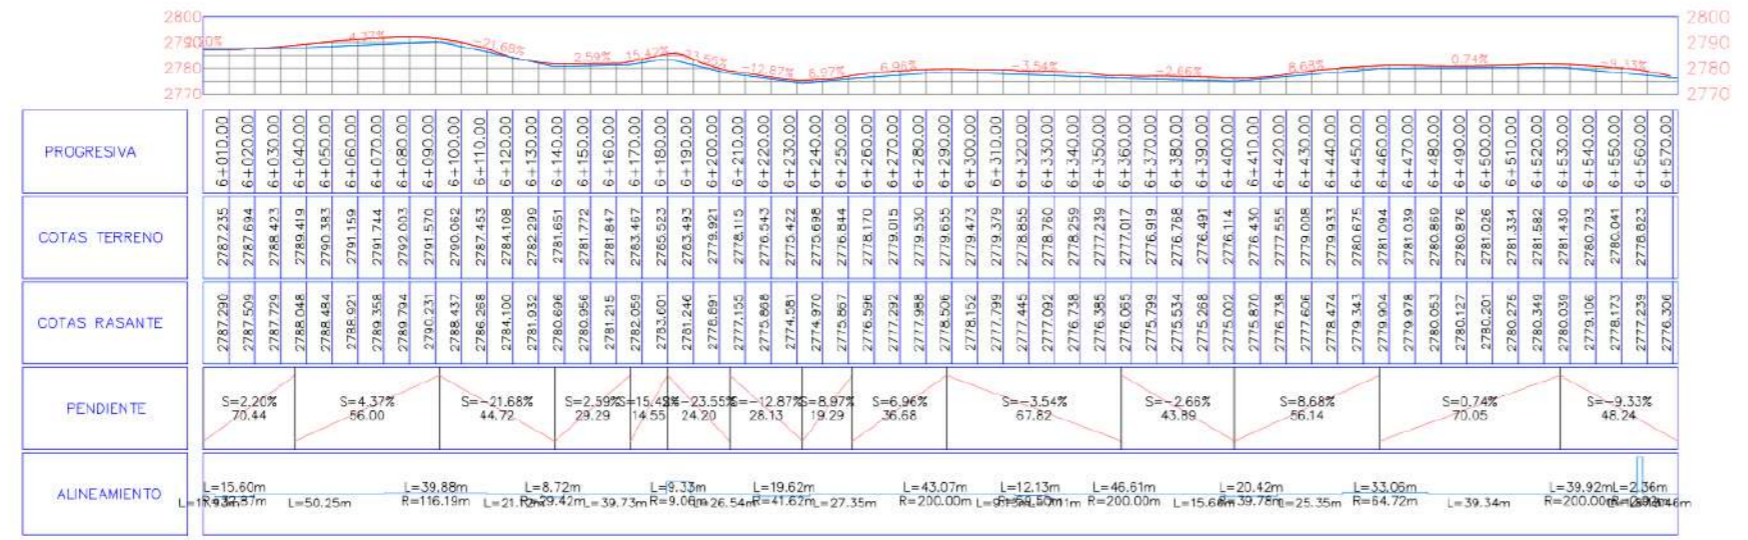 2800 2800
2790 2790
2780 2780
2770 2770
4.37% -21.68% 2.59% 15.42% -12.87% 8.97% 6.96% -3.54% -2.66% 8.68% 0.74% -9.33%
PROGRESIVA 6+010.00 6+020.00 6+030.00 6+040.00 6+050.00 6+060.00 6+070.00 6+080.00 6+090.00 6+100.00 6+110.00 6+120.00 6+130.00 6+140.00 6+150.00 6+160.00 6+170.00 6+180.00 6+190.00 6+200.00 6+210.00 6+220.00 6+230.00 6+240.00 6+250.00 6+260.00 6+270.00 6+280.00 6+290.00 6+300.00 6+310.00 6+320.00 6+330.00 6+340.00 6+350.00 6+360.00 6+370.00 6+380.00 6+390.00 6+400.00 6+410.00 6+420.00 6+430.00 6+440.00 6+450.00 6+460.00 6+470.00 6+480.00 6+490.00 6+500.00 6+510.00 6+520.00 6+530.00 6+540.00 6+550.00 6+560.00 6+570.00
COTAS TERRENO 2787.235 2787.694 2788.423 2789.419 2790.383 2791.159 2791.744 2792.003 2791.570 2790.062 2787.453 2784.108 2782.299 2781.651 2781.772 2781.847 2783.467 2785.523 2783.493 2779.921 2778.115 2776.543 2775.422 2775.698 2776.844 2778.170 2779.015 2779.530 2779.655 2779.473 2779.379 2778.855 2778.760 2778.259 2777.239 2777.017 2776.919 2776.768 2776.491 2776.114 2776.430 2777.555 2779.008 2779.933 2780.675 2781.094 2781.039 2780.869 2780.876 2781.026 2781.334 2781.582 2781.430 2780.793 2780.041 2778.823
COTAS RASANTE 2787.290 2787.509 2787.729 2788.048 2788.484 2788.921 2789.358 2789.794 2790.231 2788.437 2786.268 2784.100 2781.932 2780.696 2780.956 2781.215 2782.059 2783.601 2781.246 2778.891 2777.155 2775.868 2774.581 2774.970 2775.867 2776.596 2777.292 2777.988 2778.506 2778.152 2777.799 2777.445 2777.092 2776.738 2776.385 2776.065 2775.799 2775.534 2775.268 2775.002 2775.870 2776.738 2777.606 2778.474 2779.343 2779.904 2779.978 2780.053 2780.127 2780.201 2780.275 2780.349 2780.039 2779.106 2778.173 2777.239 2776.306
PENDIENTE S=2.20% S=4.37% S=-21.68% S=2.59% S=15.42% S=-23.55% S=-12.87% S=8.97% S=6.96% S=-3.54% S=-2.66% S=8.68% S=0.74% S=-9.33%
70.44 56.00 44.72 29.29 14.55 24.20 28.13 19.29 36.68 67.82 43.89 56.14 70.05 48.24
L=15.60m L=39.88m L=8.72m L=9.33m L=19.62m L=43.07m L=12.13m L=46.61m L=20.42m L=33.06m L=39.92m L=2.36m
ALINEAMIENTO R=116.19m R=29.42m R=9.06m R=41.62m R=200.00m R=200.00m R=39.78m R=64.72m R=200.00m
L=50.25m L=39.73m L=26.54m L=27.35m L=25.35m L=39.34m